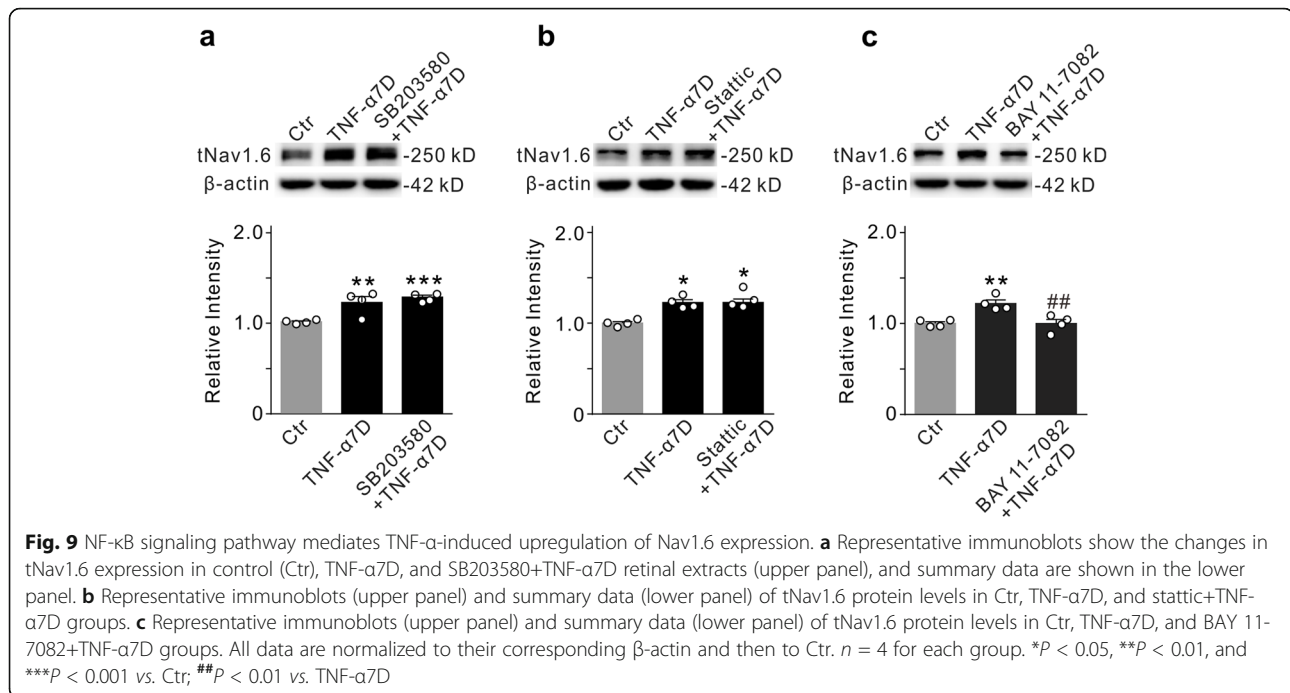 a
Ctr
TNF-α7D
SB203580
+TNF-α7D
tNav1.6
-250 kD
β-actin
-42 kD
Relative Intensity
2.0
1.0
0
**
***
Ctr
TNF-α7D
SB203580
+TNF-α7D
b
Ctr
TNF-α7D
Stattic
+TNF-α7D
tNav1.6
-250 kD
β-actin
-42 kD
Relative Intensity
2.0
1.0
0
*
*
Ctr
TNF-α7D
Stattic
+TNF-α7D
c
Ctr
TNF-α7D
BAY 11-7082
+TNF-α7D
tNav1.6
-250 kD
β-actin
-42 kD
Relative Intensity
2.0
1.0
0
**
##
Ctr
TNF-α7D
BAY 11-7082
+TNF-α7D
Fig. 9 NF-κB signaling pathway mediates TNF-α-induced upregulation of Nav1.6 expression. a Representative immunoblots show the changes in
tNav1.6 expression in control (Ctr), TNF-α7D, and SB203580+TNF-α7D retinal extracts (upper panel), and summary data are shown in the lower
panel. b Representative immunoblots (upper panel) and summary data (lower panel) of tNav1.6 protein levels in Ctr, TNF-α7D, and stattic+TNF-
α7D groups. c Representative immunoblots (upper panel) and summary data (lower panel) of tNav1.6 protein levels in Ctr, TNF-α7D, and BAY 11-
7082+TNF-α7D groups. All data are normalized to their corresponding β-actin and then to Ctr. n = 4 for each group. *P < 0.05, **P < 0.01, and
***P < 0.001 vs. Ctr; ##P < 0.01 vs. TNF-α7D